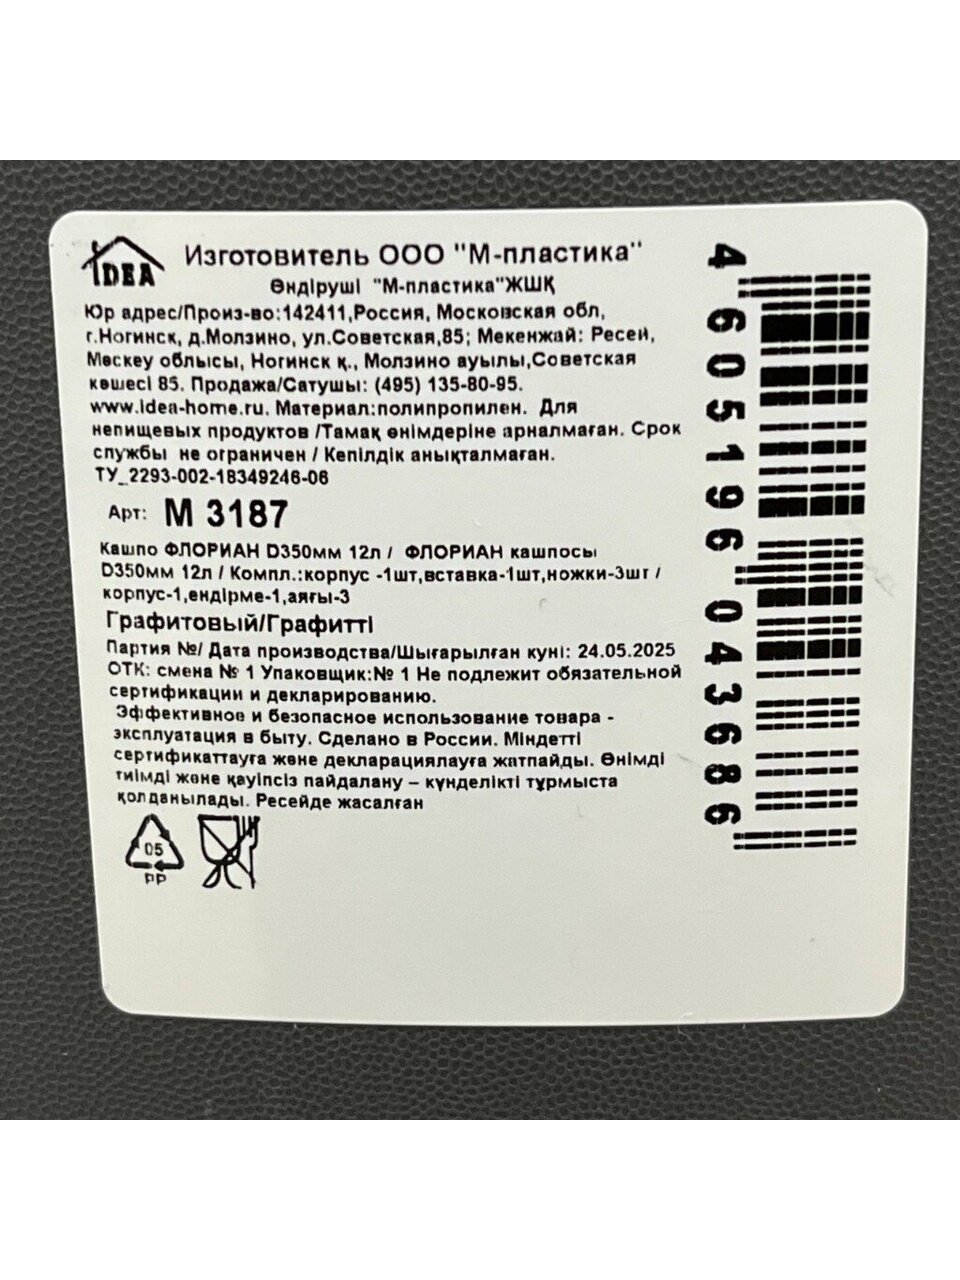 IDEA
Изготовитель ООО "М-пластика"
Өндіруші "М-пластика"ЖШҚ
Юр адрес/Произ-во:142411,Россия, Московская обл,
г.Ногинск, д.Молзино, ул.Советская,85; Мекенжай: Ресей,
Мәскеу облысы, Ногинск қ., Молзино ауылы,Советская
көшесі 85. Продажа/Сатушы: (495) 135-80-95.
www.idea-home.ru. Материал:полипропилен. Для
непищевых продуктов /Тамақ өнімдеріне арналмаған. Срок
службы не ограничен / Кепілдік анықталмаған.
ТУ_2293-002-18349246-06
Арт: М 3187
Кашпо ФЛОРИАН D350мм 12л / ФЛОРИАН кашпосы
D350мм 12л / Компл.:корпус -1шт,вставка-1шт,ножки-3шт /
корпус-1,ендірме-1,аяғы-3
Графитовый/Графитті
Партия №/ Дата производства/Шығарылған күні: 24.05.2025
ОТК: смена № 1 Упаковщик:№ 1 Не подлежит обязательной
сертификации и декларированию.
Эффективное и безопасное использование товара -
эксплуатация в быту. Сделано в России. Міндетті
сертификаттауға және декларациялауға жатпайды. Өнімді
тиімді және қауіпсіз пайдалану – күнделікті тұрмыста
қолданылады. Ресейде жасалған
05
PP
4605196043686